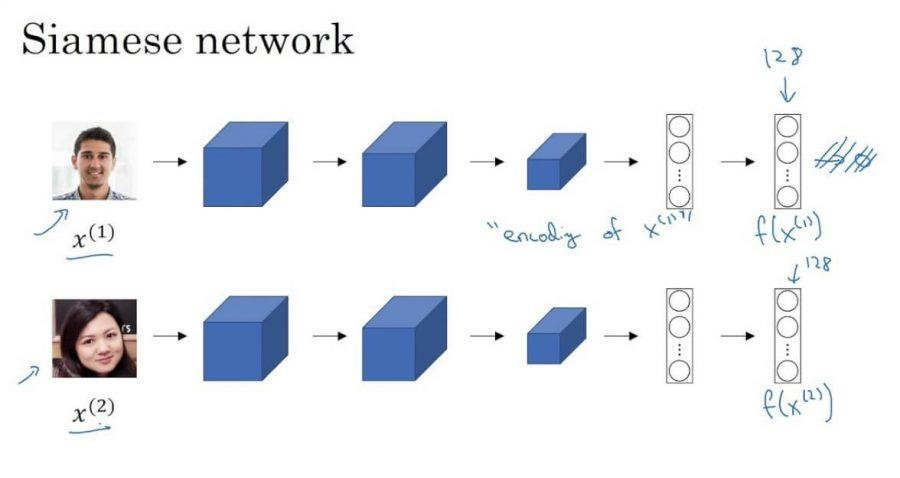 Siamese network
128
x^(1)
"encoding of x^(1)"
f(x^(1))
128
x^(2)
f(x^(2))